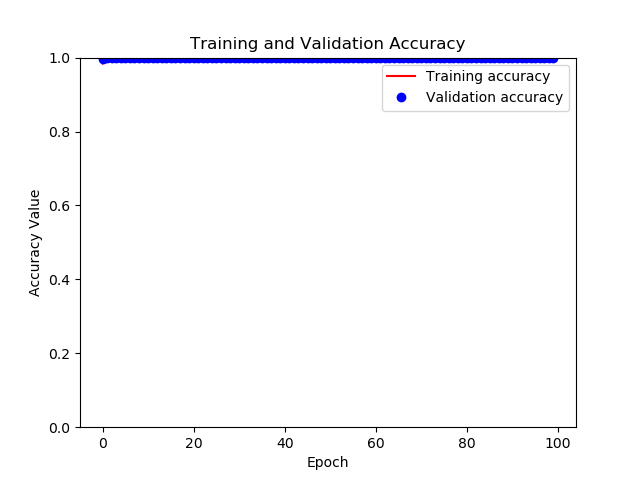 Training and Validation Accuracy
1.0
0.8
0.6
0.4
0.2
0.0
Accuracy Value
Training accuracy
Validation accuracy
0 20 40 60 80 100
Epoch